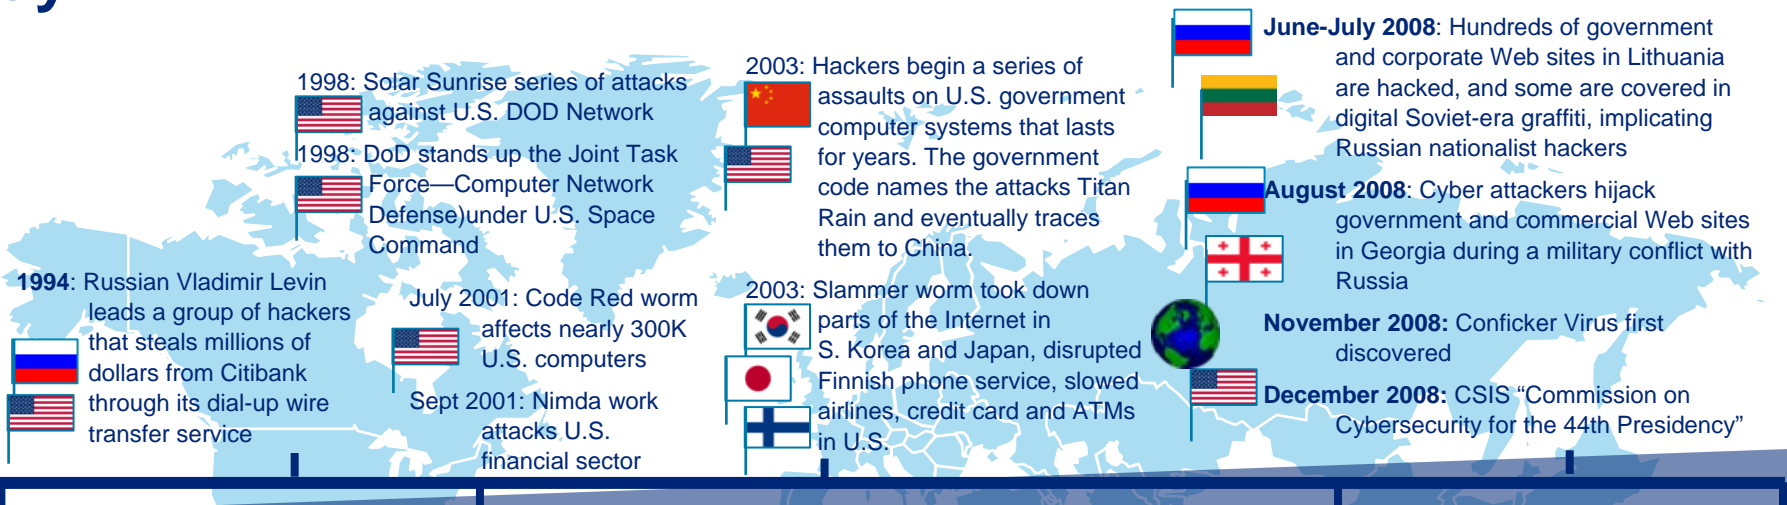 1994: Russian Vladimir Levin
leads a group of hackers
that steals millions of
dollars from Citibank
through its dial-up wire
transfer service
1998: Solar Sunrise series of attacks
against U.S. DOD Network
1998: DoD stands up the Joint Task
Force—Computer Network
Defense)under U.S. Space
Command
July 2001: Code Red worm
affects nearly 300K
U.S. computers
Sept 2001: Nimda work
attacks U.S.
financial sector
2003: Hackers begin a series of
assaults on U.S. government
computer systems that lasts
for years. The government
code names the attacks Titan
Rain and eventually traces
them to China.
2003: Slammer worm took down
parts of the Internet in
S. Korea and Japan, disrupted
Finnish phone service, slowed
airlines, credit card and ATMs
in U.S.
June-July 2008: Hundreds of government
and corporate Web sites in Lithuania
are hacked, and some are covered in
digital Soviet-era graffiti, implicating
Russian nationalist hackers
August 2008: Cyber attackers hijack
government and commercial Web sites
in Georgia during a military conflict with
Russia
November 2008: Conficker Virus first
discovered
December 2008: CSIS “Commission on
Cybersecurity for the 44th Presidency”